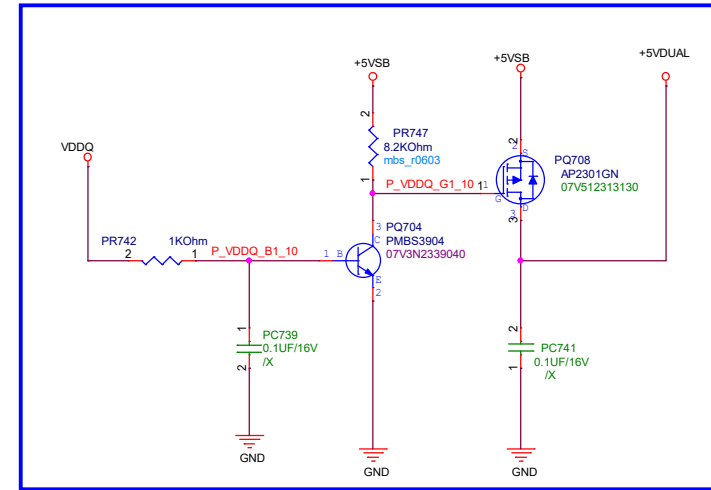 +5VSB
+5VSB
+5VDUAL
VDDQ
2
PR747
8.2KOhm
mbs_r0603
1
P_VDDQ_G1_10
1
1
G
2
2
S
D
3
3
PQ708
AP2301GN
07V512313130
PR742
1KOhm
2
1
P_VDDQ_B1_10
1
B
3
C
E
2
PQ704
PMBS3904
07V3N2339040
1
PC739
0.1UF/16V
/X
2
2
PC741
0.1UF/16V
/X
1
GND
GND
GND